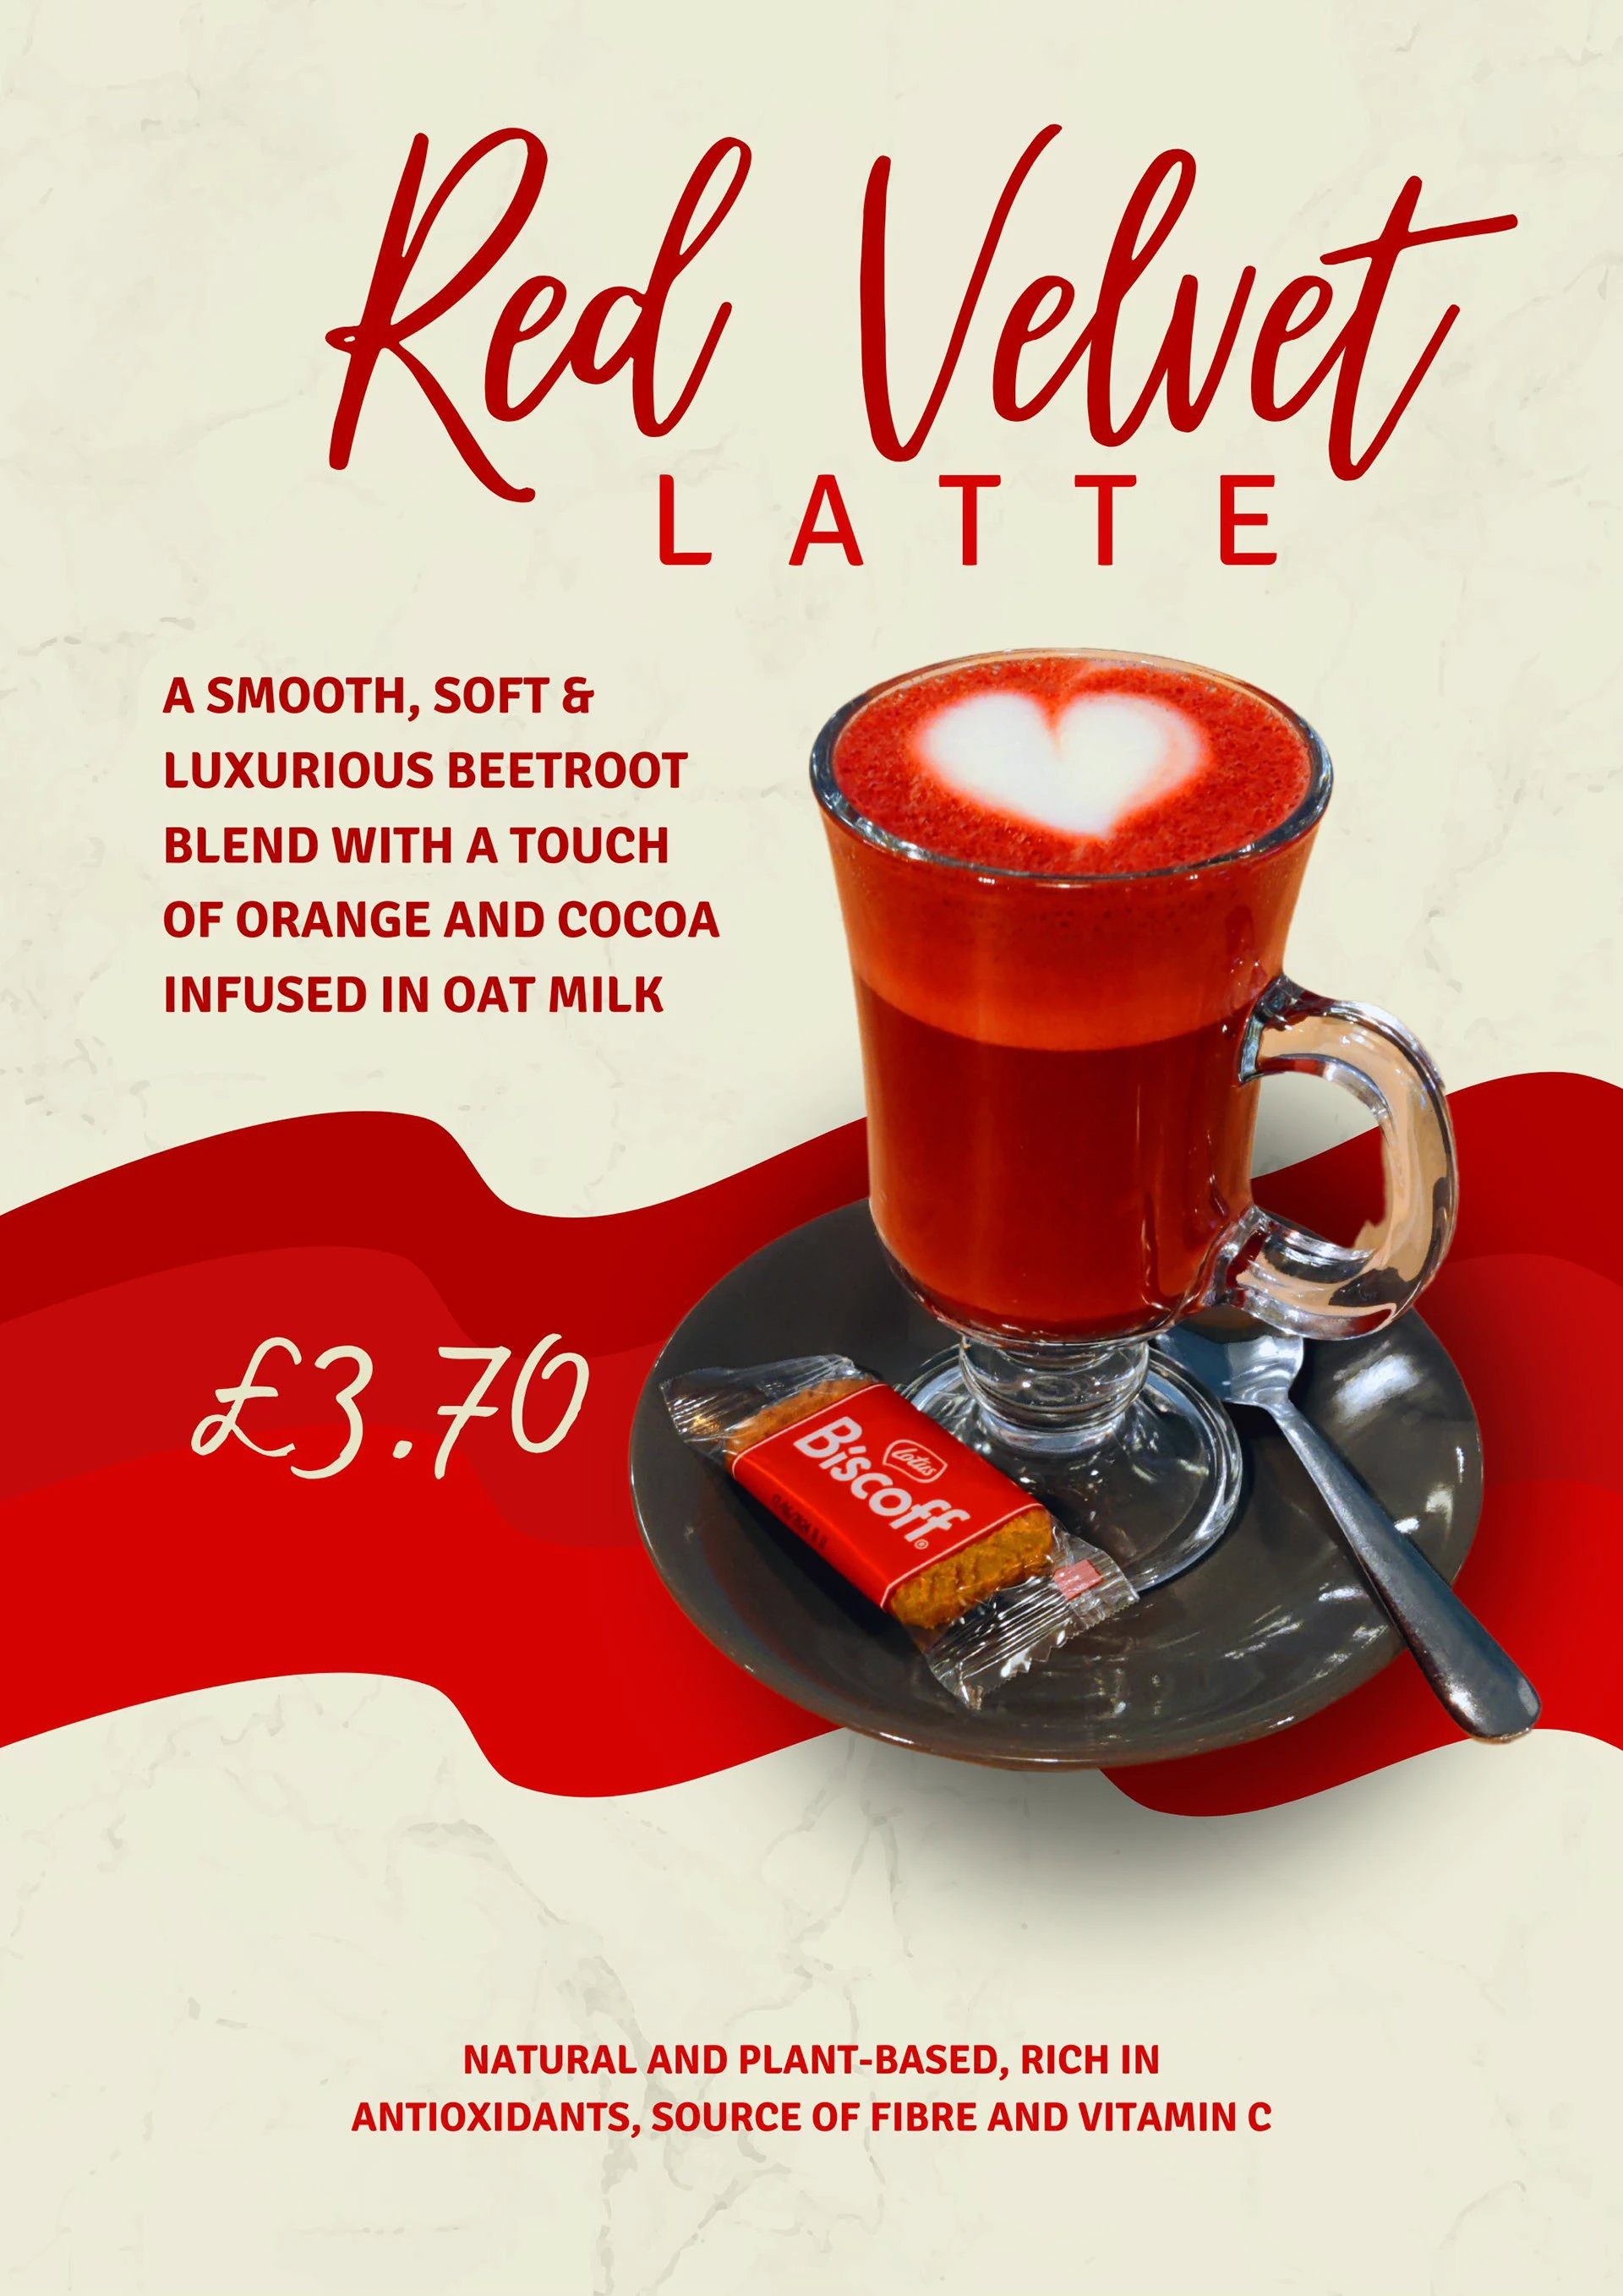 Red Velvet
LATTE
A SMOOTH, SOFT &
LUXURIOUS BEETROOT
BLEND WITH A TOUCH
OF ORANGE AND COCOA
INFUSED IN OAT MILK
£3.70
Lotus
Biscoff
NATURAL AND PLANT-BASED, RICH IN
ANTIOXIDANTS, SOURCE OF FIBRE AND VITAMIN C